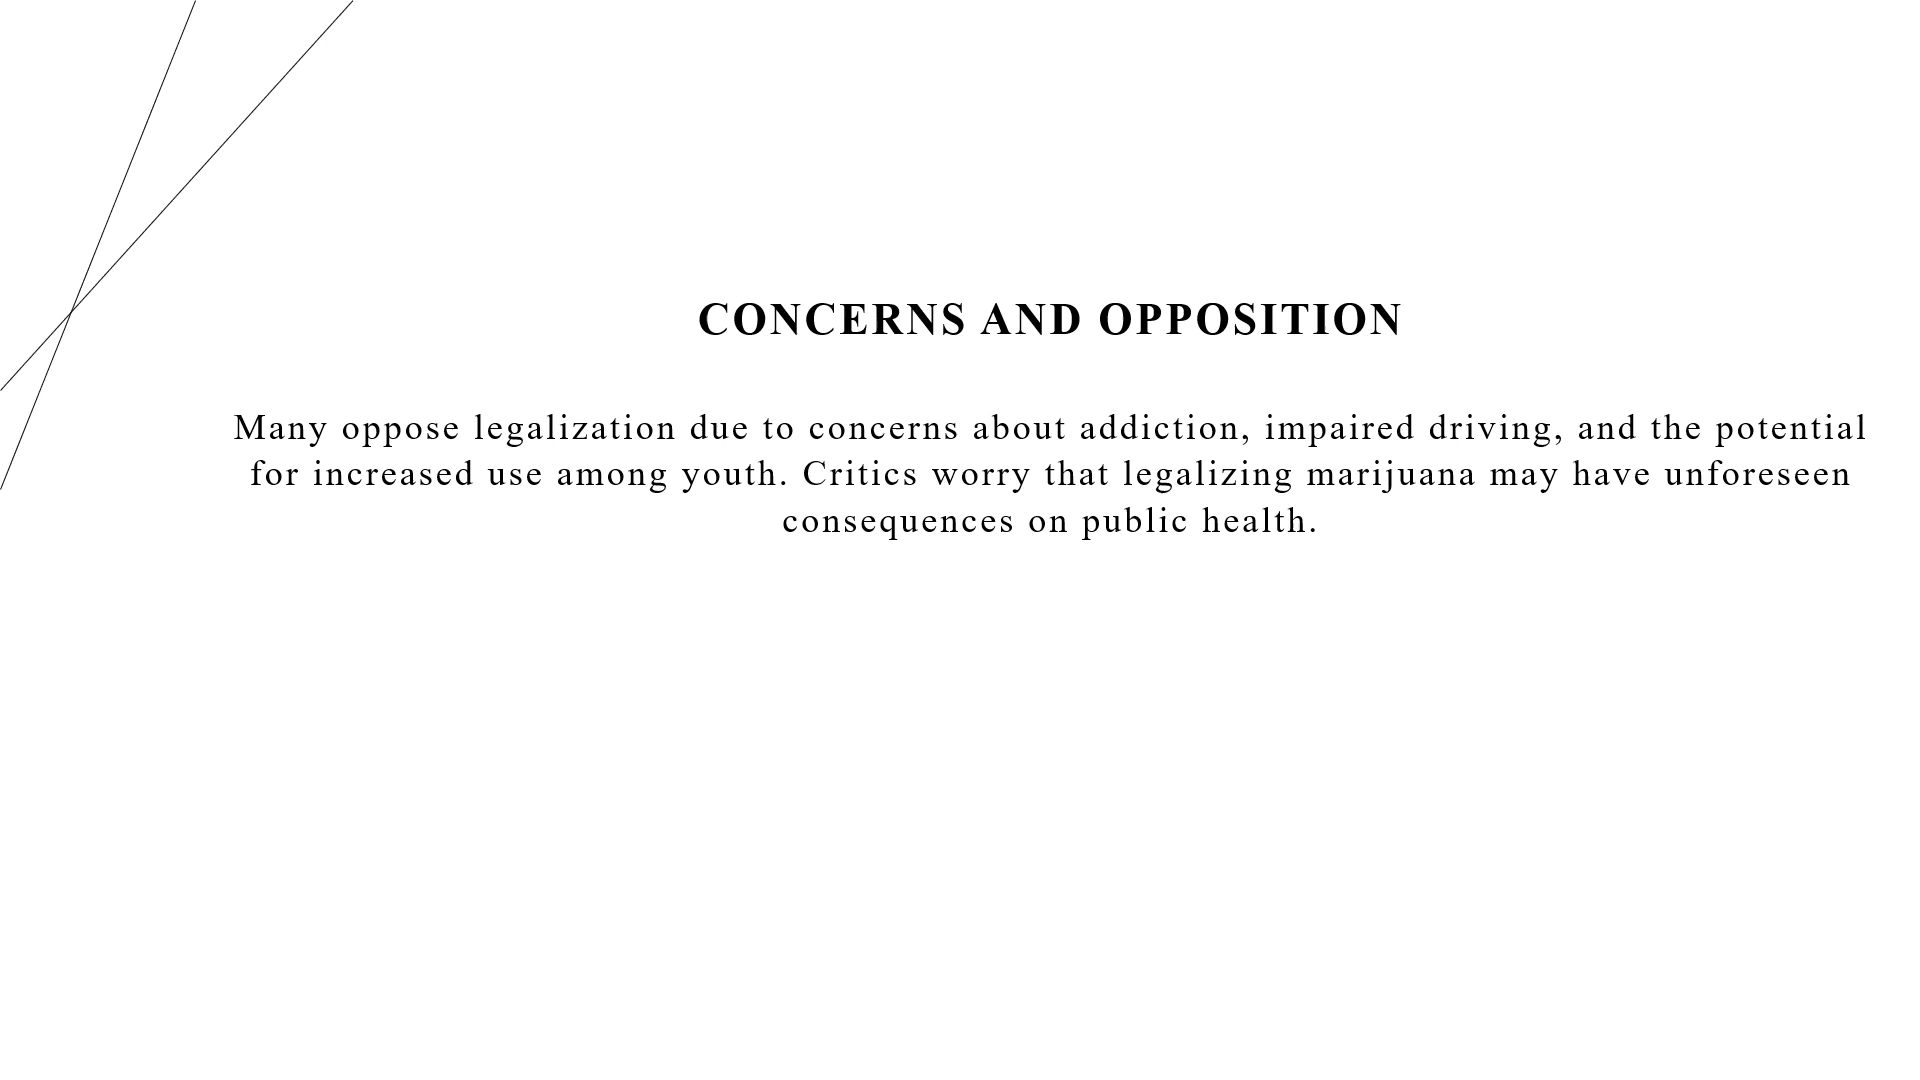 CONCERNS AND OPPOSITION
Many oppose legalization due to concerns about addiction, impaired driving, and the potential
for increased use among youth. Critics worry that legalizing marijuana may have unforeseen
consequences on public health.